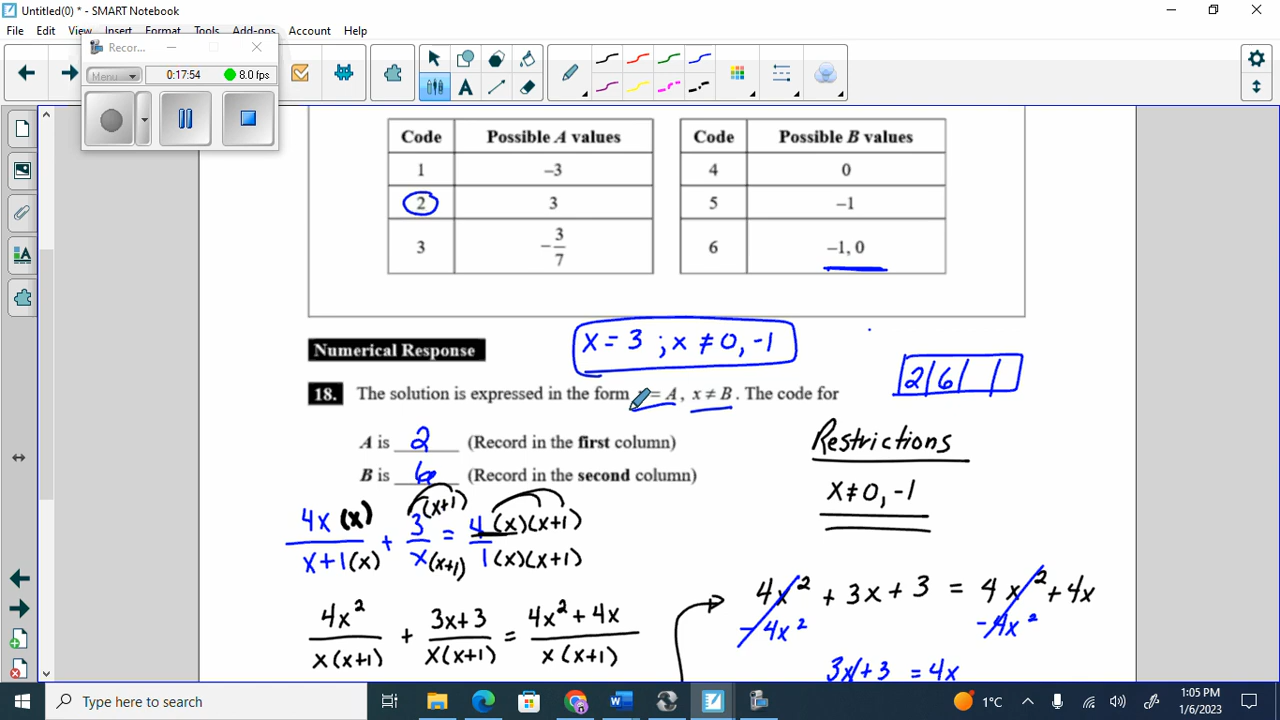 Untitled(0) * - SMART Notebook
File Edit View Insert Format Tools Add-ons Account Help
Recor...
Menu 0:17:54 8.0 fps
Code Possible A values Code Possible B values
1 −3 4 0
2 3 5 −1
3 −3/7 6 −1, 0
x = 3 ; x ≠ 0, -1
Numerical Response
2 6
18. The solution is expressed in the form = A, x ≠ B. The code for
A is 2 (Record in the first column)
B is 6 (Record in the second column)
Restrictions
x ≠ 0, -1
4x(x)/x+1(x) + 3(x+1)/x(x+1) = 4(x)(x+1)/1(x)(x+1)
4x²/x(x+1) + 3x+3/x(x+1) = 4x²+4x/x(x+1)
4x² + 3x + 3 = 4x² + 4x
-4x² -4x²
3x+3 = 4x
Type here to search
1°C
1:05 PM
1/6/2023